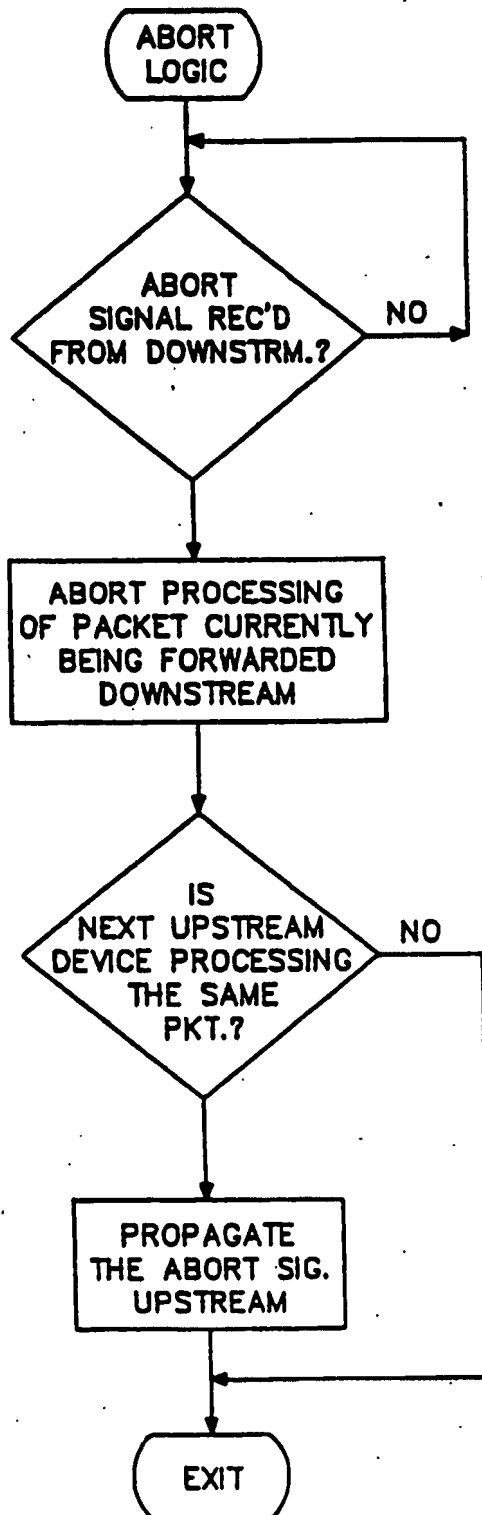 ABORT
LOGIC
ABORT
SIGNAL REC'D
FROM DOWNSTRM.?
NO
ABORT PROCESSING
OF PACKET CURRENTLY
BEING FORWARDED
DOWNSTREAM
IS
NEXT UPSTREAM
DEVICE PROCESSING
THE SAME
PKT.?
NO
PROPAGATE
THE ABORT SIG.
UPSTREAM
EXIT